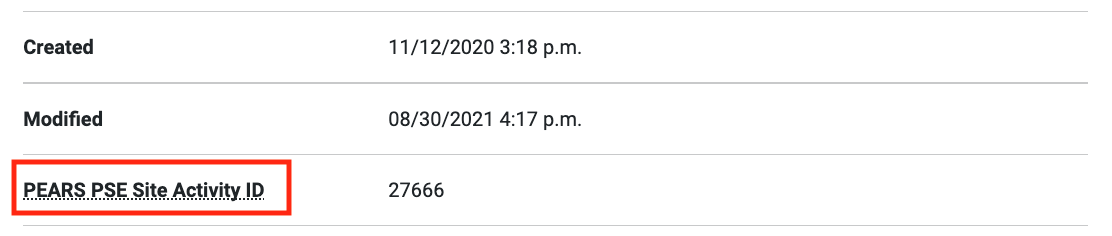 Created 11/12/2020 3:18 p.m.
Modified 08/30/2021 4:17 p.m.
PEARS PSE Site Activity ID 27666